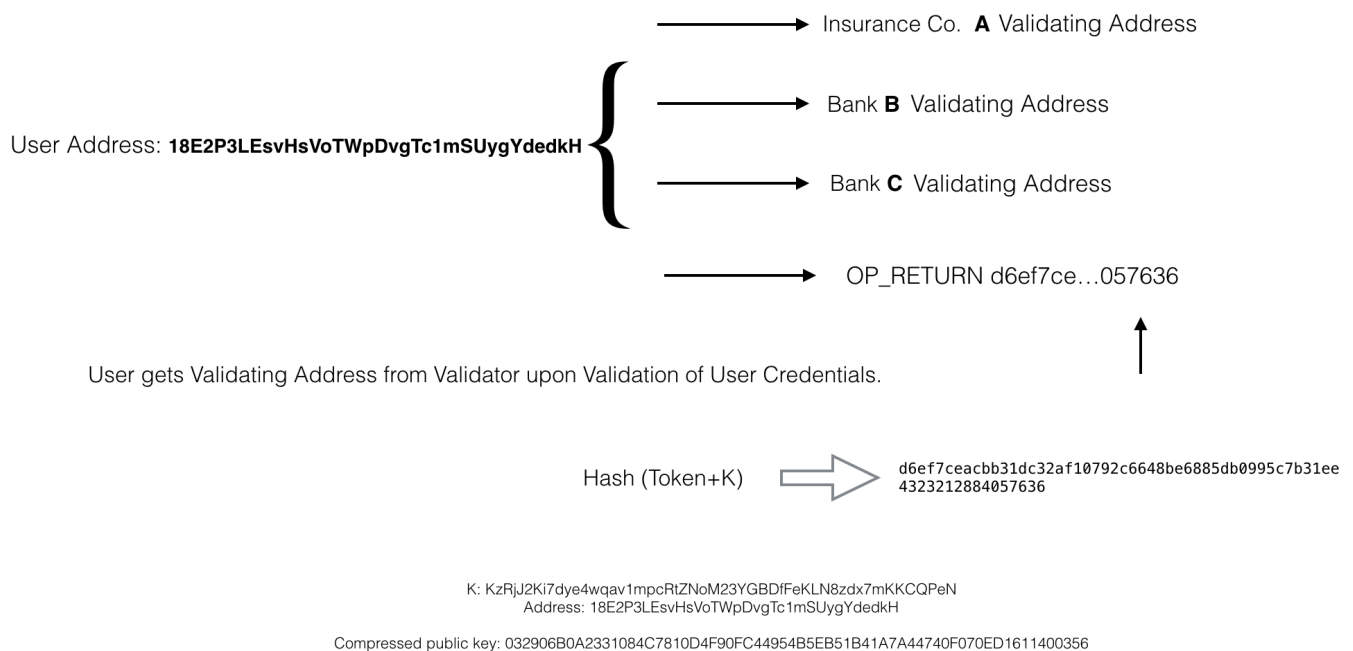 Insurance Co. A Validating Address
Bank B Validating Address
User Address: 18E2P3LEsvHsVoTWpDvgTc1mSUygYdedkH
Bank C Validating Address
OP_RETURN d6ef7ce...057636
User gets Validating Address from Validator upon Validation of User Credentials.
Hash (Token+K)
d6ef7ceacbb31dc32af10792c6648be6885db0995c7b31ee
4323212884057636
K: KzRjJ2Ki7dye4wqav1mpcRtZNoM23YGBDfFeKLN8zdx7mKKCQPeN
Address: 18E2P3LEsvHsVoTWpDvgTc1mSUygYdedkH
Compressed public key: 032906B0A2331084C7810D4F90FC44954B5EB51B41A7A44740F070ED1611400356